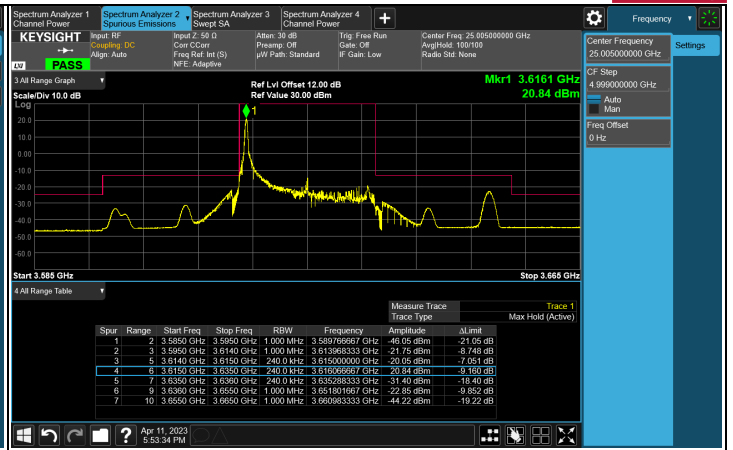 Spectrum Analyzer 1
Channel Power
Spectrum Analyzer 2
Spurious Emissions
Spectrum Analyzer 3
Swept SA
Spectrum Analyzer 4
Channel Power
Frequency
KEYSIGHT
LXI
PASS
Input: RF
Coupling: DC
Align: Auto
Input Z: 50 Ω
Corr CCorr
Freq Ref: Int (S)
NFE: Adaptive
Atten: 30 dB
Preamp: Off
µW Path: Standard
Trig: Free Run
Gate: Off
IF Gain: Low
Center Freq: 25.005000000 GHz
Avg|Hold: 100/100
Radio Std: None
Center Frequency
25.005000000 GHz
Settings
CF Step
4.999000000 GHz
Auto
Man
Freq Offset
0 Hz
3 All Range Graph
Scale/Div 10.0 dB
Log
Ref Lvl Offset 12.00 dB
Ref Value 30.00 dBm
Mkr1 3.6161 GHz
20.84 dBm
1
20.0
10.0
0.00
-10.0
-20.0
-30.0
-40.0
-50.0
-60.0
Start 3.585 GHz
Stop 3.665 GHz
4 All Range Table
Measure Trace Trace 1
Trace Type Max Hold (Active)
Spur Range Start Freq Stop Freq RBW Frequency Amplitude ΔLimit
1 2 3.5850 GHz 3.5950 GHz 1.000 MHz 3.589766667 GHz -46.05 dBm -21.05 dB
2 3 3.5950 GHz 3.6140 GHz 1.000 MHz 3.613968333 GHz -21.75 dBm -8.748 dB
3 5 3.6140 GHz 3.6150 GHz 240.0 kHz 3.615000000 GHz -20.05 dBm -7.051 dB
4 6 3.6150 GHz 3.6350 GHz 240.0 kHz 3.616066667 GHz 20.84 dBm -9.160 dB
5 7 3.6350 GHz 3.6360 GHz 240.0 kHz 3.635288333 GHz -31.40 dBm -18.40 dB
6 9 3.6360 GHz 3.6550 GHz 1.000 MHz 3.651801667 GHz -22.85 dBm -9.852 dB
7 10 3.6550 GHz 3.6650 GHz 1.000 MHz 3.660983333 GHz -44.22 dBm -19.22 dB
Apr 11, 2023
5:53:34 PM